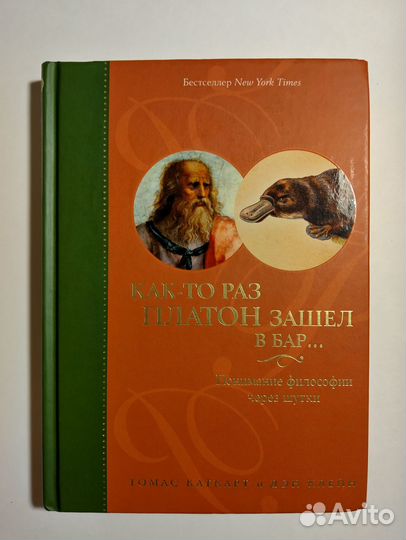 Бестселлер New York Times
КАК-ТО РАЗ
ПЛАТОН ЗАШЕЛ
В БАР...
Понимание философии
через шутки
ТОМАС КАТКАРТ и ДЭН КЛЕЙН
Avito